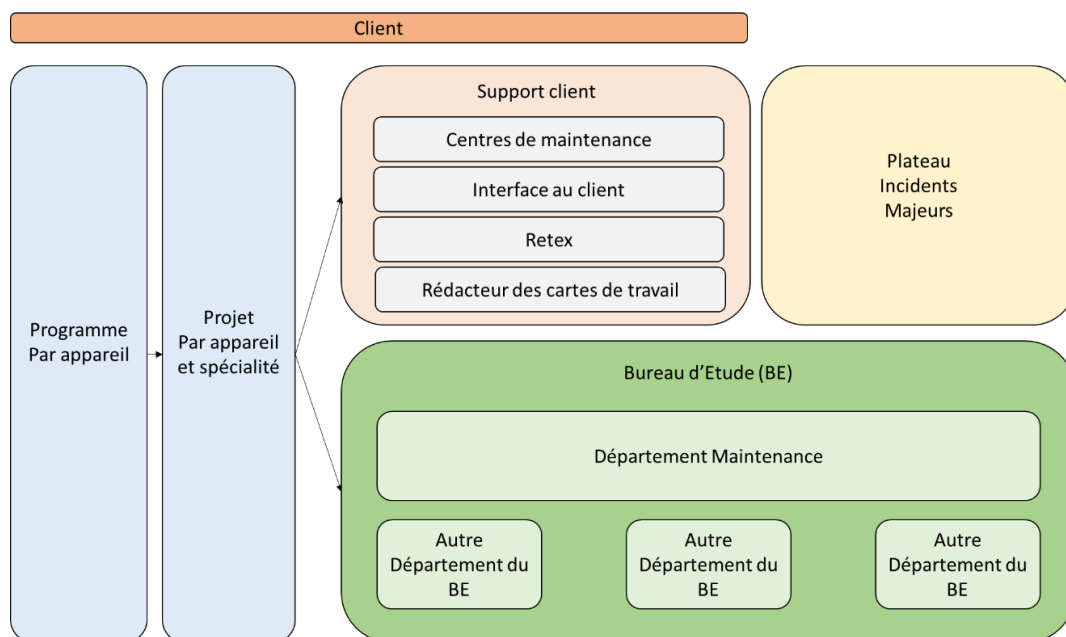 Client
Programme
Par appareil
Projet
Par appareil
et spécialité
Support client
Centres de maintenance
Interface au client
Retex
Rédacteur des cartes de travail
Plateau
Incidents
Majeurs
Bureau d’Etude (BE)
Département Maintenance
Autre
Département du
BE
Autre
Département du
BE
Autre
Département du
BE